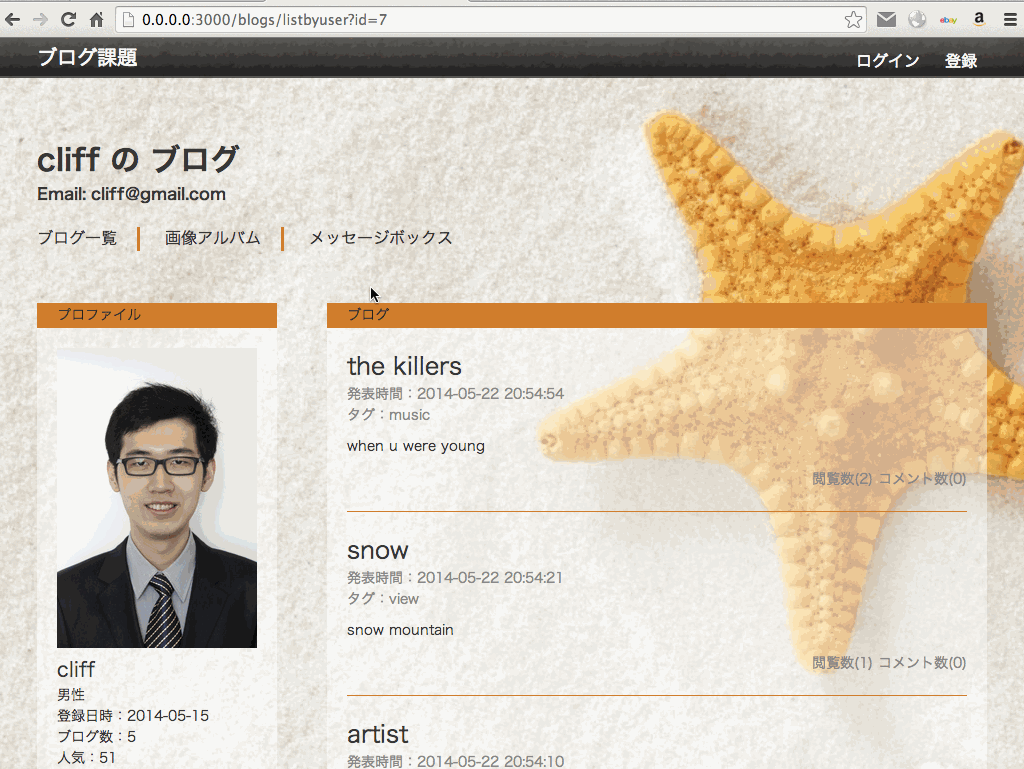 0.0.0.0:3000/blogs/listbyuser?id=7
ebay
a
ブログ課題
ログイン 登録
cliff の ブログ
Email: cliff@gmail.com
ブログ一覧 画像アルバム メッセージボックス
プロファイル
cliff
男性
登録日時：2014-05-15
ブログ数：5
人気：51
ブログ
the killers
発表時間：2014-05-22 20:54:54
タグ：music
when u were young
閲覧数(2) コメント数(0)
snow
発表時間：2014-05-22 20:54:21
タグ：view
snow mountain
閲覧数(1) コメント数(0)
artist
発表時間：2014-05-22 20:54:10